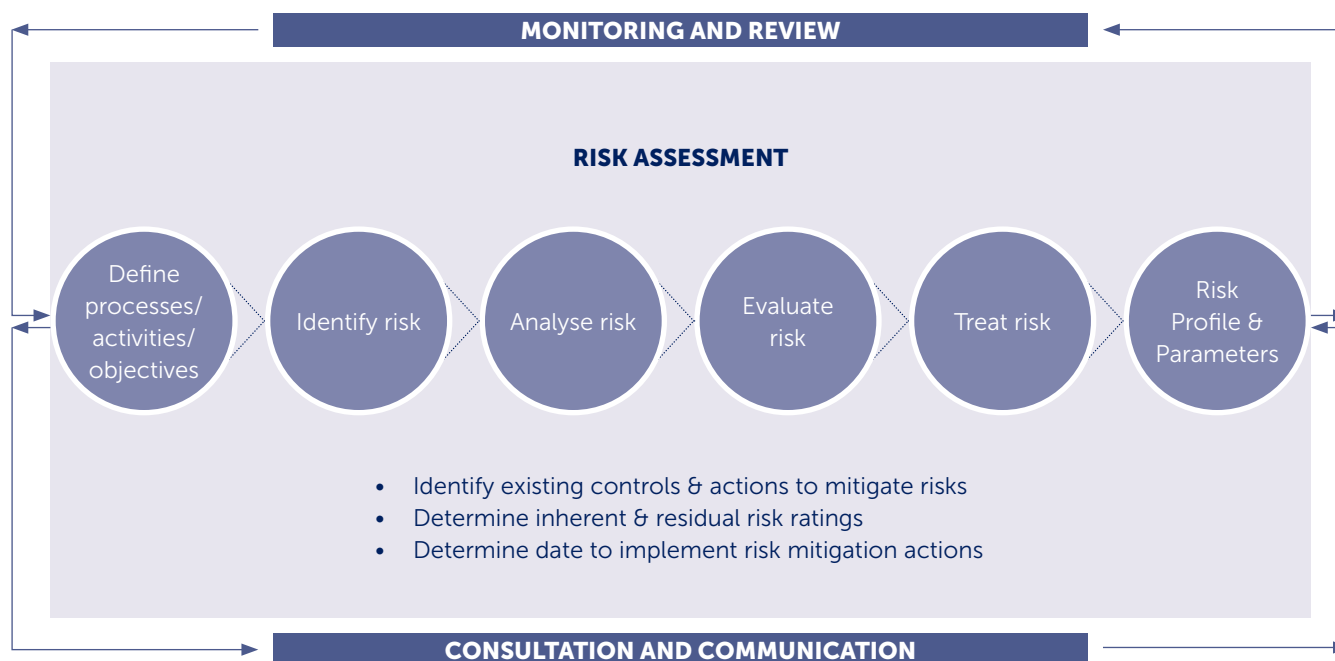 MONITORING AND REVIEW
RISK ASSESSMENT
Define
processes/
activities/
objectives
Identify risk
Analyse risk
Evaluate
risk
Treat risk
Risk
Profile &
Parameters
• Identify existing controls & actions to mitigate risks
• Determine inherent & residual risk ratings
• Determine date to implement risk mitigation actions
CONSULTATION AND COMMUNICATION